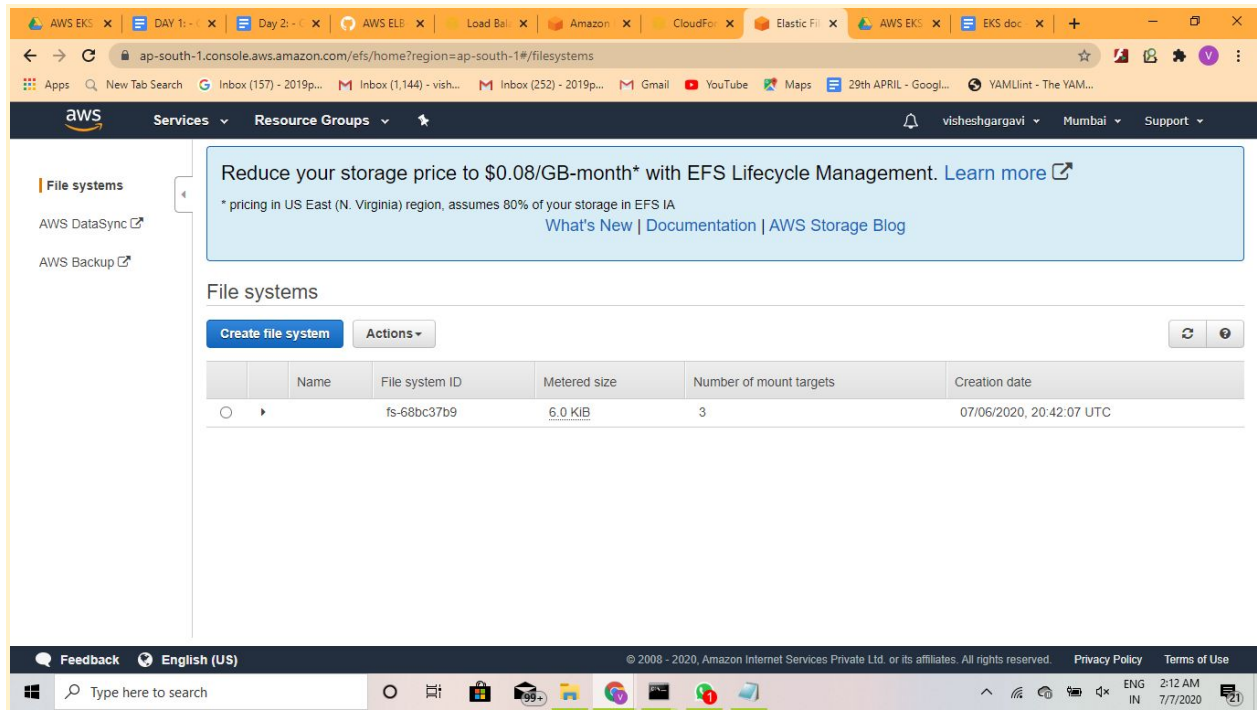 AWS EKS
DAY 1: -
Day 2: -
AWS ELB
Load Bal
Amazon
CloudFor
Elastic Fil
AWS EKS
EKS doc
ap-south-1.console.aws.amazon.com/efs/home?region=ap-south-1#/filesystems
V
Apps New Tab Search Inbox (157) - 2019p... Inbox (1,144) - vish... Inbox (252) - 2019p... Gmail YouTube Maps 29th APRIL - Googl... YAMLlint - The YAM...
aws Services Resource Groups visheshgargavi Mumbai Support
File systems
AWS DataSync
AWS Backup
Reduce your storage price to $0.08/GB-month* with EFS Lifecycle Management. Learn more
* pricing in US East (N. Virginia) region, assumes 80% of your storage in EFS IA
What's New | Documentation | AWS Storage Blog
File systems
Create file system Actions
Name File system ID Metered size Number of mount targets Creation date
fs-68bc37b9 6.0 KiB 3 07/06/2020, 20:42:07 UTC
Feedback English (US) © 2008 - 2020, Amazon Internet Services Private Ltd. or its affiliates. All rights reserved. Privacy Policy Terms of Use
Type here to search
99+
1
ENG
IN
2:12 AM
7/7/2020
21